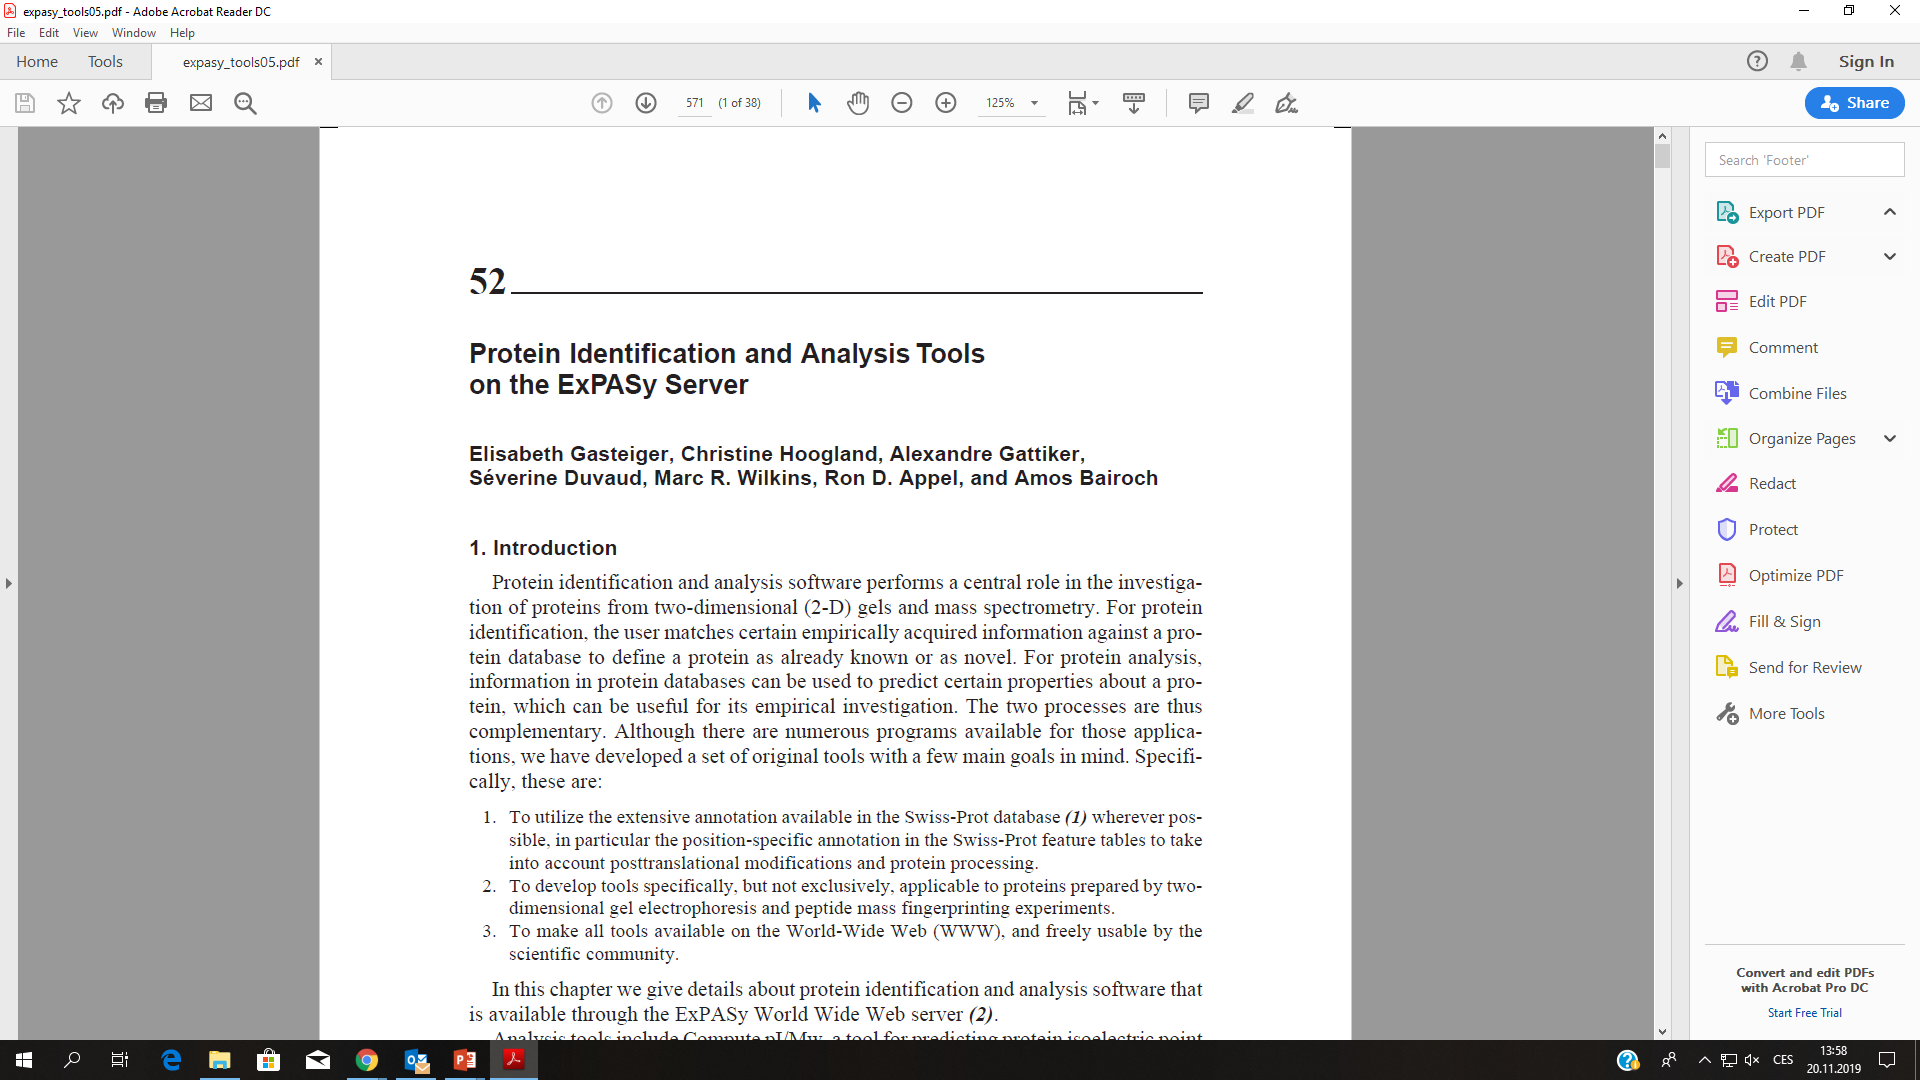 expasy_tools05.pdf - Adobe Acrobat Reader DC
File Edit View Window Help
Home Tools expasy_tools05.pdf × Sign In
571 (1 of 38) 125% Share
Search 'Footer'
Export PDF
Create PDF
Edit PDF
Comment
Combine Files
Organize Pages
Redact
Protect
Optimize PDF
Fill & Sign
Send for Review
More Tools
Convert and edit PDFs
with Acrobat Pro DC
Start Free Trial
52
Protein Identification and Analysis Tools
on the ExPASy Server
Elisabeth Gasteiger, Christine Hoogland, Alexandre Gattiker,
Séverine Duvaud, Marc R. Wilkins, Ron D. Appel, and Amos Bairoch
1. Introduction
Protein identification and analysis software performs a central role in the investiga-
tion of proteins from two-dimensional (2-D) gels and mass spectrometry. For protein
identification, the user matches certain empirically acquired information against a pro-
tein database to define a protein as already known or as novel. For protein analysis,
information in protein databases can be used to predict certain properties about a pro-
tein, which can be useful for its empirical investigation. The two processes are thus
complementary. Although there are numerous programs available for those applica-
tions, we have developed a set of original tools with a few main goals in mind. Specifi-
cally, these are:
1. To utilize the extensive annotation available in the Swiss-Prot database (1) wherever pos-
sible, in particular the position-specific annotation in the Swiss-Prot feature tables to take
into account posttranslational modifications and protein processing.
2. To develop tools specifically, but not exclusively, applicable to proteins prepared by two-
dimensional gel electrophoresis and peptide mass fingerprinting experiments.
3. To make all tools available on the World-Wide Web (WWW), and freely usable by the
scientific community.
In this chapter we give details about protein identification and analysis software that
is available through the ExPASy World Wide Web server (2).
Analysis tools include Compute pI/Mw, a tool for predicting protein isoelectric point
CES
13:58
20.11.2019